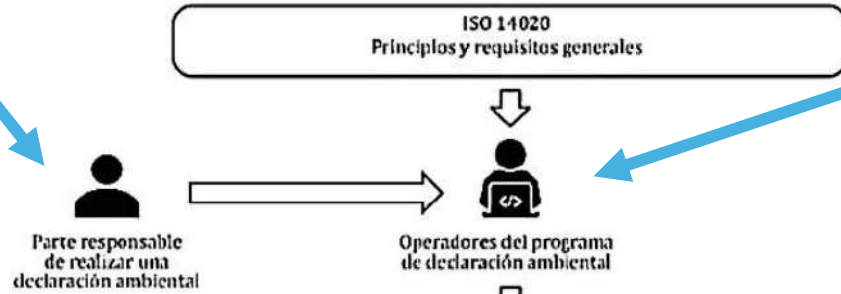 ISO 14020
Principios y requisitos generales
</>
Parte responsable
de realizar una
declaración ambiental
Operadores del programa
de declaración ambiental